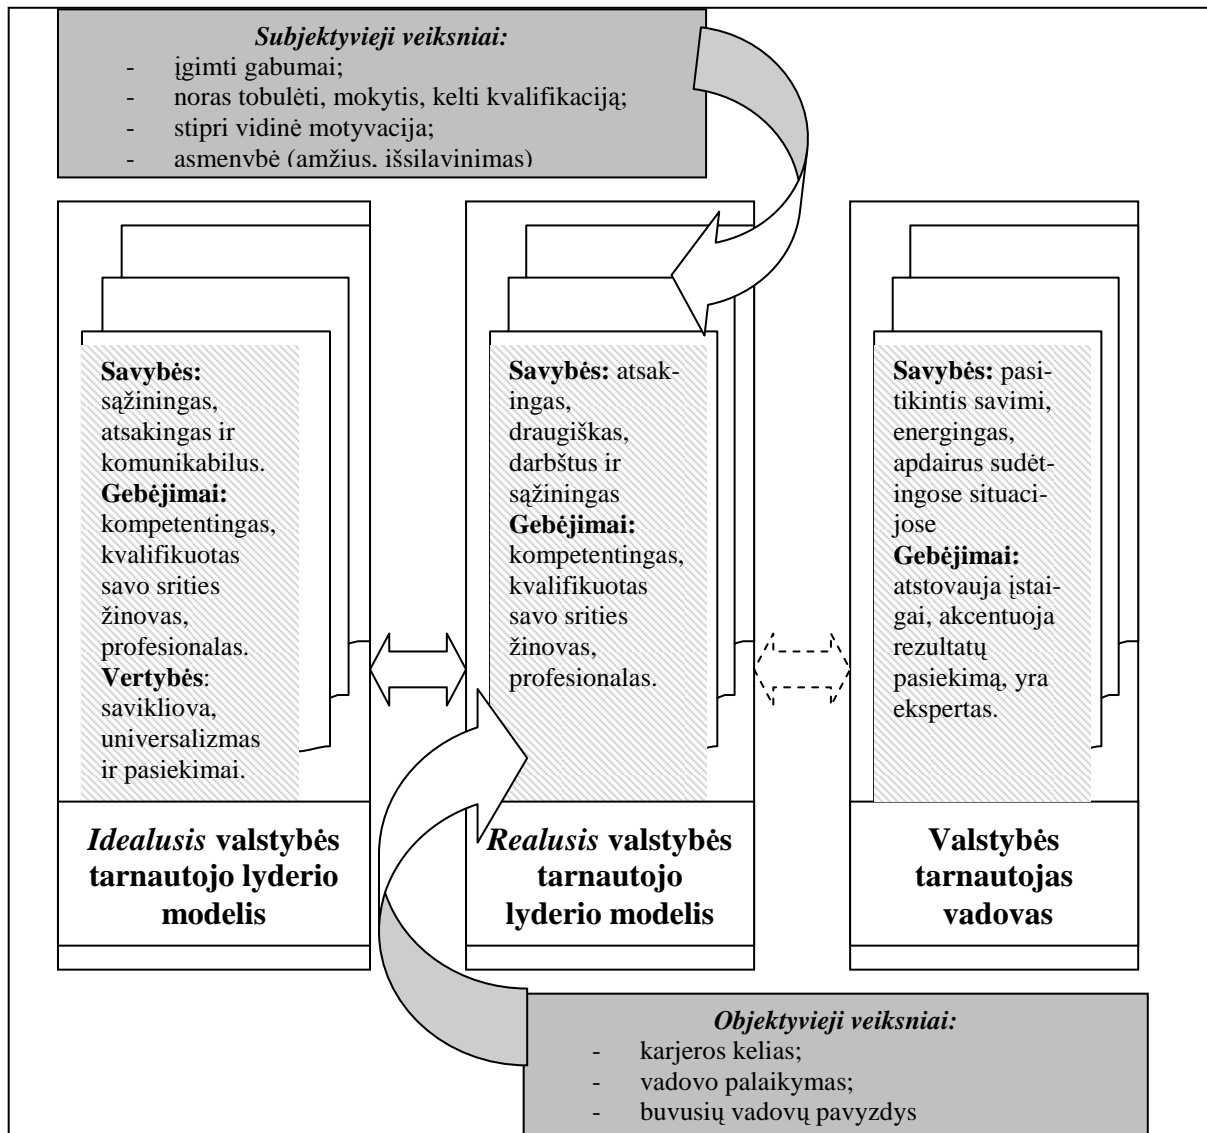 Subjektyvieji veiksniai:
- įgimti gabumai;
- noras tobulėti, mokytis, kelti kvalifikaciją;
- stipri vidinė motyvacija;
- asmenybė (amžius, išsilavinimas)
Savybės:
sąžiningas,
atsakingas ir
komunikabilus.
Gebėjimai:
kompetentingas,
kvalifikuotas
savo srities
žinovas,
profesionalas.
Vertybės:
savikliova,
universalizmas
ir pasiekimai.
Idealusis valstybės
tarnautojo lyderio
modelis
Savybės: atsak-
ingas,
draugiškas,
darbštus ir
sąžiningas
Gebėjimai:
kompetentingas,
kvalifikuotas
savo srities
žinovas,
profesionalas.
Realusis valstybės
tarnautojo
lyderio modelis
Savybės: pasi-
tikintis savimi,
energingas,
apdairus sudėt-
ingose situaci-
jose
Gebėjimai:
atstovauja įstai-
gai, akcentuoja
rezultatų
pasiekimą, yra
ekspertas.
Valstybės
tarnautojas
vadovas
Objektyvieji veiksniai:
- karjeros kelias;
- vadovo palaikymas;
- buvusių vadovų pavyzdys